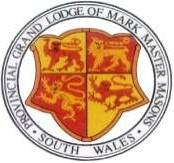 PROVINCIAL GRAND LODGE OF MARK MASTER MASONS
• SOUTH WALES •